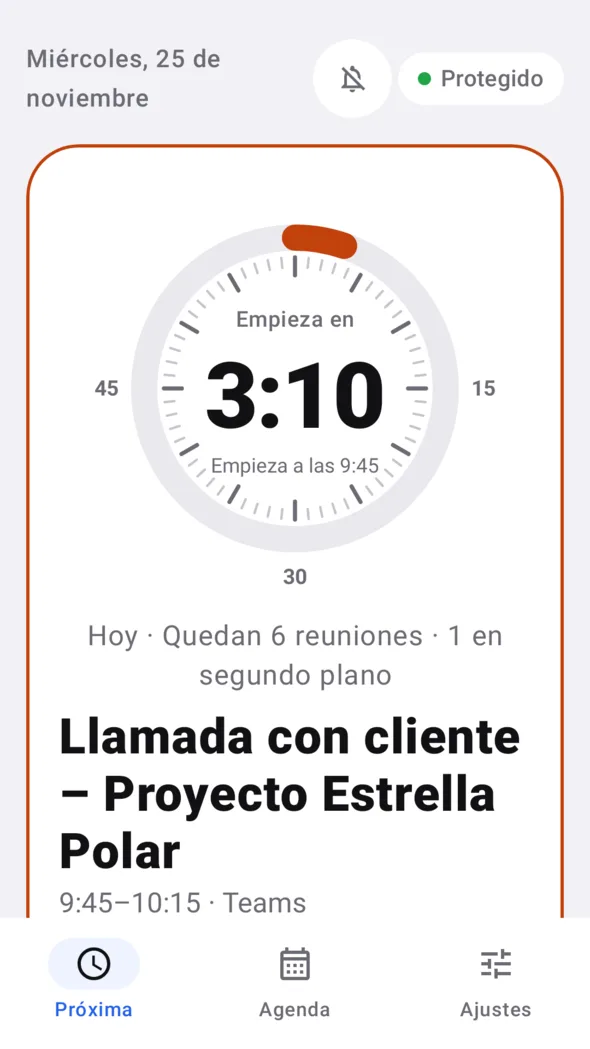 Miércoles, 25 de
noviembre
Protegido
Empieza en
3:10
Empieza a las 9:45
45
15
30
Hoy · Quedan 6 reuniones · 1 en
segundo plano
Llamada con cliente
– Proyecto Estrella
Polar
9:45–10:15 · Teams
Próxima
Agenda
Ajustes